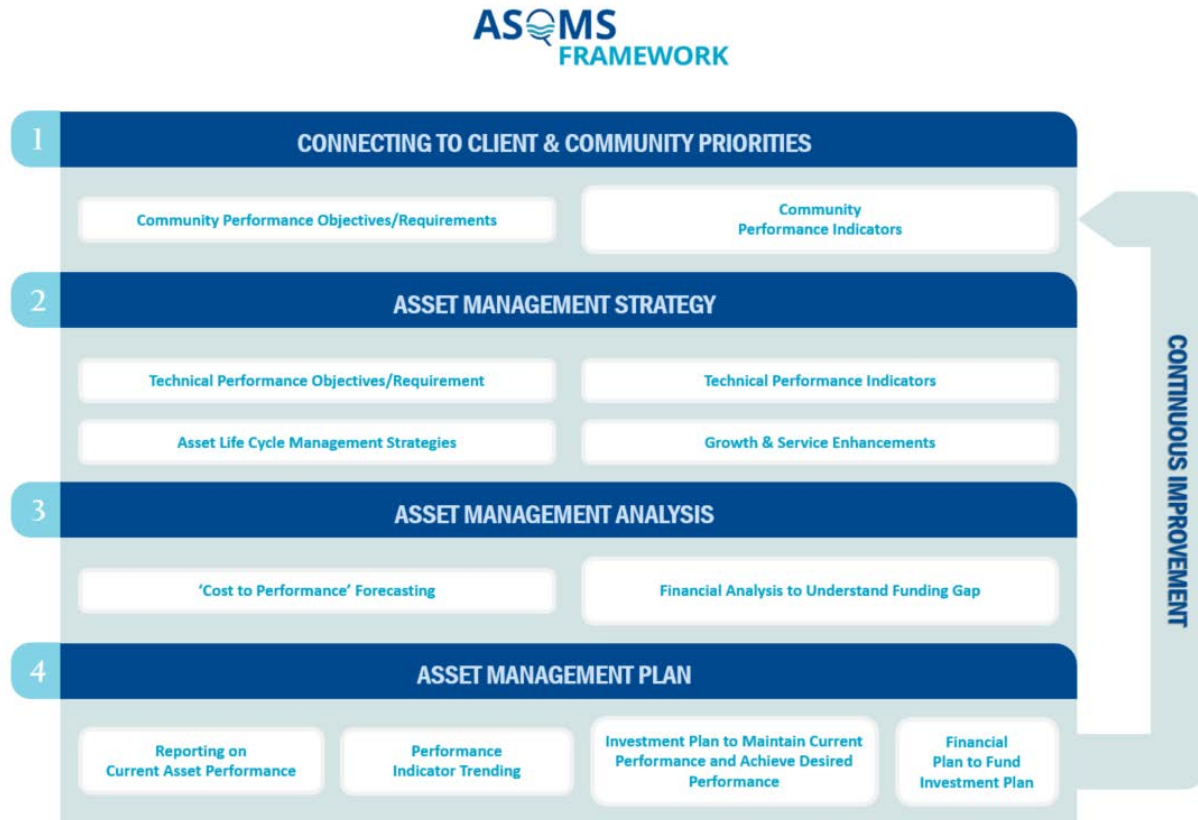 ASQMS
FRAMEWORK
1
CONNECTING TO CLIENT & COMMUNITY PRIORITIES
Community Performance Objectives/Requirements
Community
Performance Indicators
2
ASSET MANAGEMENT STRATEGY
Technical Performance Objectives/Requirement
Technical Performance Indicators
Asset Life Cycle Management Strategies
Growth & Service Enhancements
3
ASSET MANAGEMENT ANALYSIS
‘Cost to Performance’ Forecasting
Financial Analysis to Understand Funding Gap
4
ASSET MANAGEMENT PLAN
Reporting on
Current Asset Performance
Performance
Indicator Trending
Investment Plan to Maintain Current
Performance and Achieve Desired
Performance
Financial
Plan to Fund
Investment Plan
CONTINUOUS IMPROVEMENT